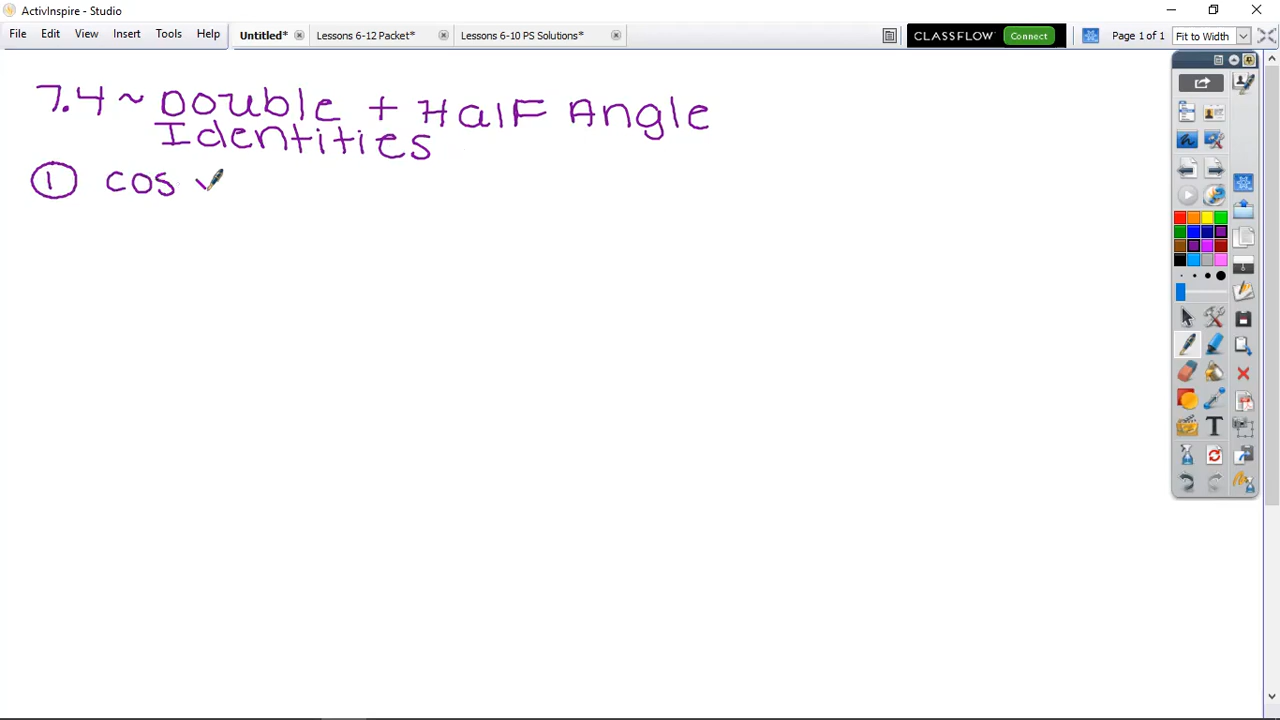 ActivInspire - Studio
File Edit View Insert Tools Help Untitled* Lessons 6-12 Packet* Lessons 6-10 PS Solutions* CLASSFLOW Connect Page 1 of 1 Fit to Width
7.4 ~ Double + Half Angle
Identities
① cos